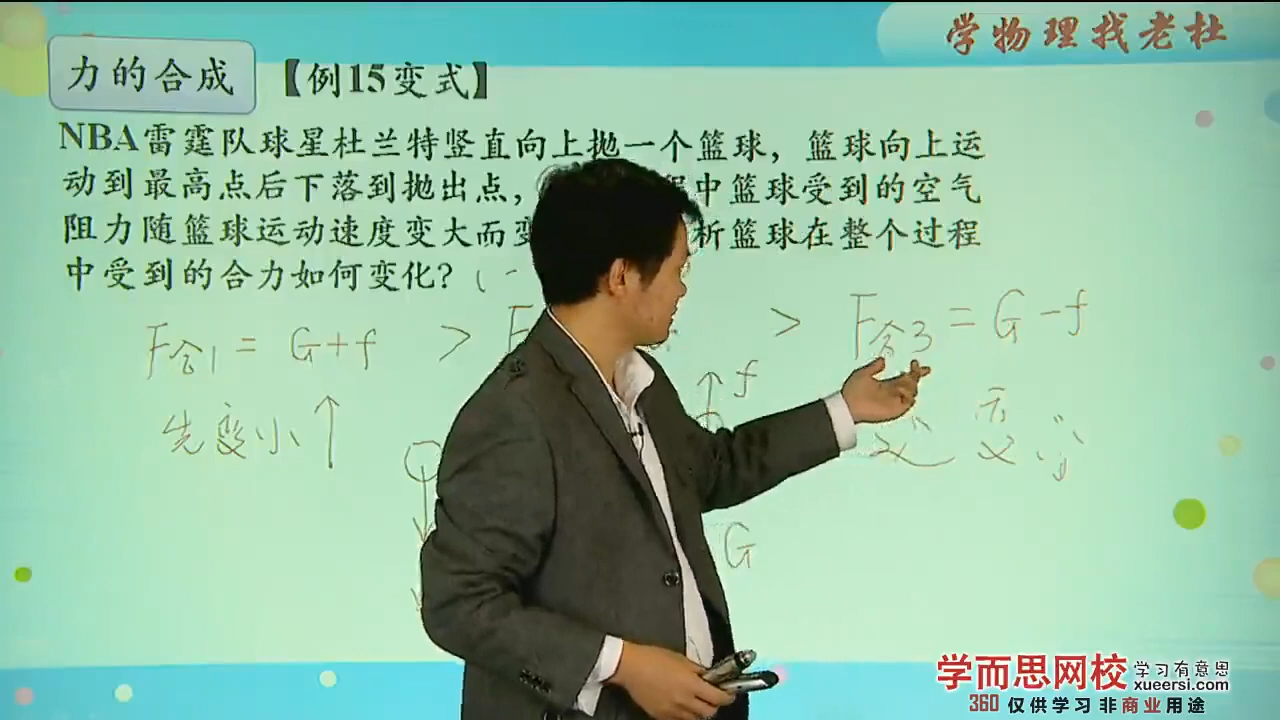 学物理找老杜
力的合成 【例15变式】
NBA雷霆队球星杜兰特竖直向上抛一个篮球，篮球向上运
动到最高点后下落到抛出点， 程中篮球受到的空气
阻力随篮球运动速度变大而变 析篮球在整个过程
中受到的合力如何变化？（
F合1 = G+f > F > F合3 = G-f
先变小↑ f
G
学而思网校 学习有意思
xueersi.com
360 仅供学习 非商业用途